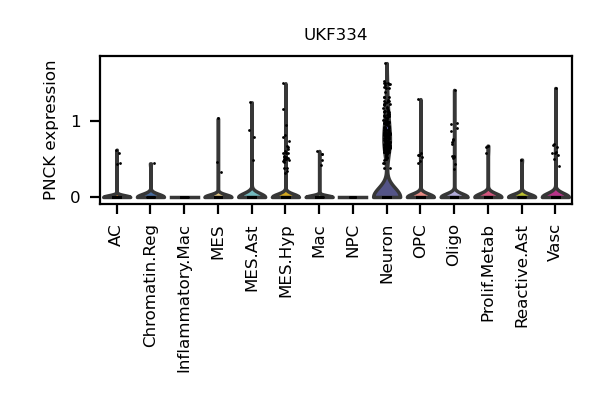 UKF334
PNCK expression
1
0
AC
Chromatin.Reg
Inflammatory.Mac
MES
MES.Ast
MES.Hyp
Mac
NPC
Neuron
OPC
Oligo
Prolif.Metab
Reactive.Ast
Vasc